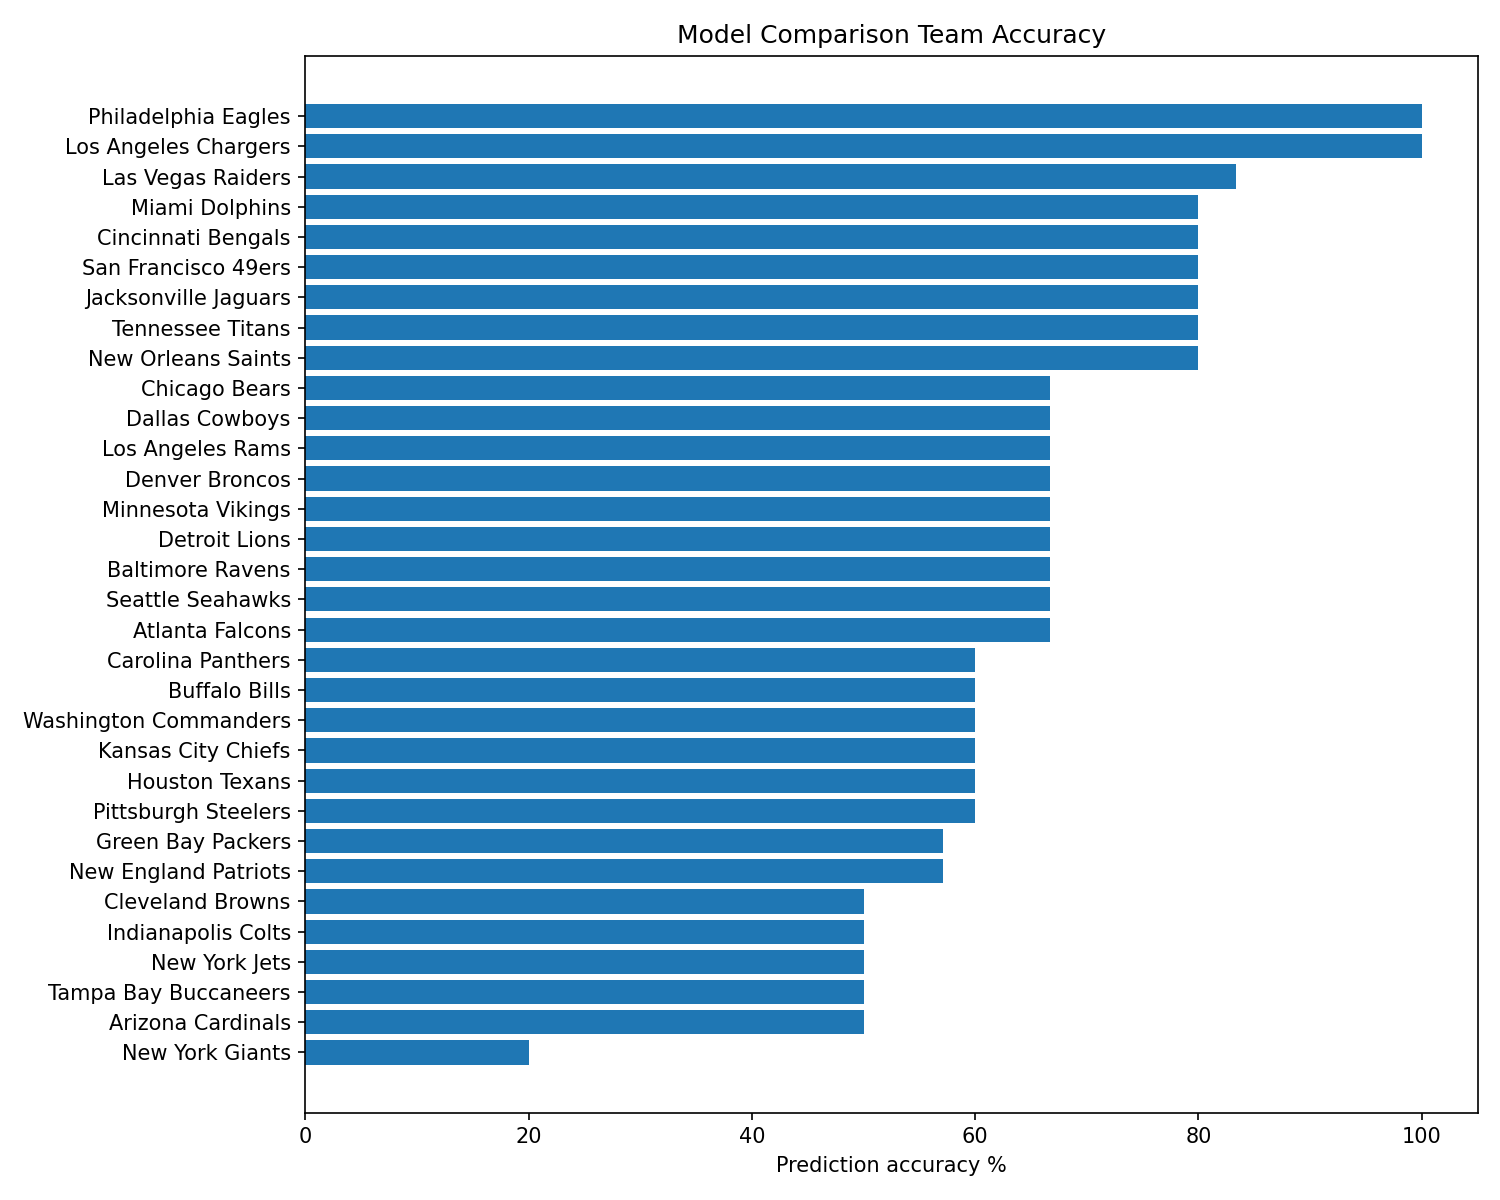 Model Comparison Team Accuracy
Philadelphia Eagles
Los Angeles Chargers
Las Vegas Raiders
Miami Dolphins
Cincinnati Bengals
San Francisco 49ers
Jacksonville Jaguars
Tennessee Titans
New Orleans Saints
Chicago Bears
Dallas Cowboys
Los Angeles Rams
Denver Broncos
Minnesota Vikings
Detroit Lions
Baltimore Ravens
Seattle Seahawks
Atlanta Falcons
Carolina Panthers
Buffalo Bills
Washington Commanders
Kansas City Chiefs
Houston Texans
Pittsburgh Steelers
Green Bay Packers
New England Patriots
Cleveland Browns
Indianapolis Colts
New York Jets
Tampa Bay Buccaneers
Arizona Cardinals
New York Giants
0 20 40 60 80 100
Prediction accuracy %